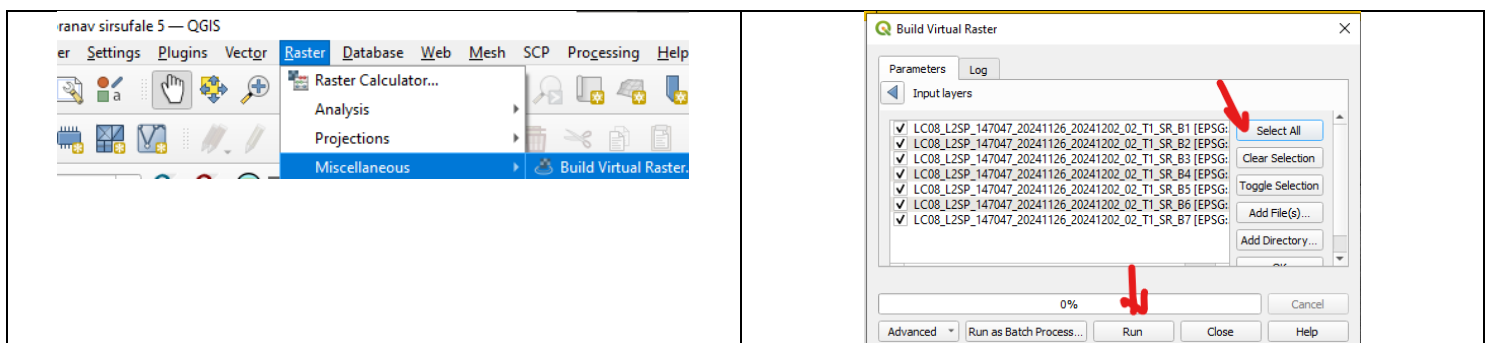 ranav sirsufale 5 — QGIS
er Settings Plugins Vector Raster Database Web Mesh SCP Processing Help
a
Raster Calculator...
Analysis
Projections
Miscellaneous
Build Virtual Raster.
Build Virtual Raster
Parameters Log
Input layers
LC08_L2SP_147047_20241126_20241202_02_T1_SR_B1 [EPSG:
LC08_L2SP_147047_20241126_20241202_02_T1_SR_B2 [EPSG:
LC08_L2SP_147047_20241126_20241202_02_T1_SR_B3 [EPSG:
LC08_L2SP_147047_20241126_20241202_02_T1_SR_B4 [EPSG:
LC08_L2SP_147047_20241126_20241202_02_T1_SR_B5 [EPSG:
LC08_L2SP_147047_20241126_20241202_02_T1_SR_B6 [EPSG:
LC08_L2SP_147047_20241126_20241202_02_T1_SR_B7 [EPSG:
Select All
Clear Selection
Toggle Selection
Add File(s)...
Add Directory...
0%
Cancel
Advanced Run as Batch Process... Run Close Help